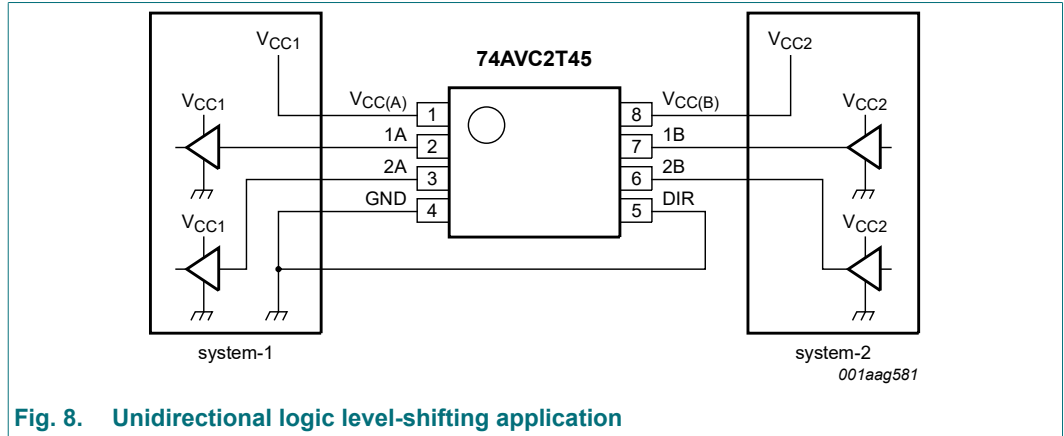 VCC1
VCC2
74AVC2T45
VCC1
VCC(A)
1
8
VCC(B)
VCC2
1A
2
7
1B
2A
3
6
2B
GND
4
5
DIR
VCC1
VCC2
system-1
system-2
001aag581
Fig. 8. Unidirectional logic level-shifting application